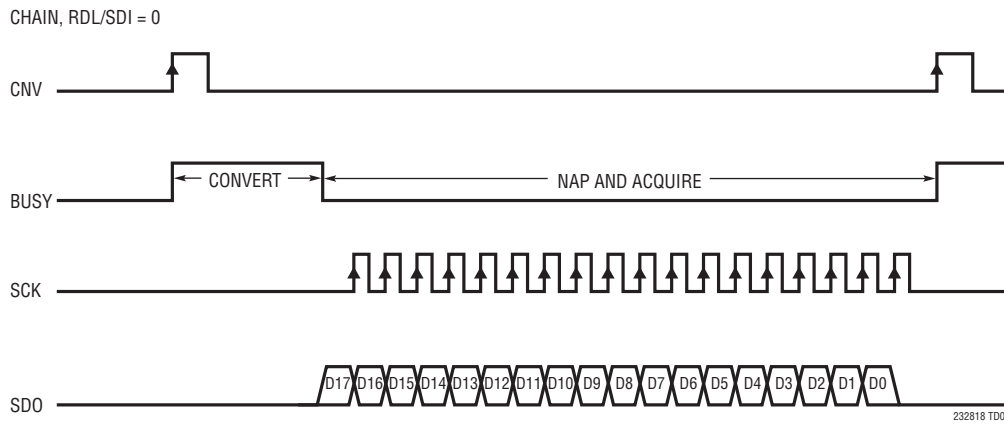 CHAIN, RDL/SDI = 0
CNV
CONVERT
NAP AND ACQUIRE
BUSY
SCK
D17 D16 D15 D14 D13 D12 D11 D10 D9 D8 D7 D6 D5 D4 D3 D2 D1 D0
SDO
232818 TD0